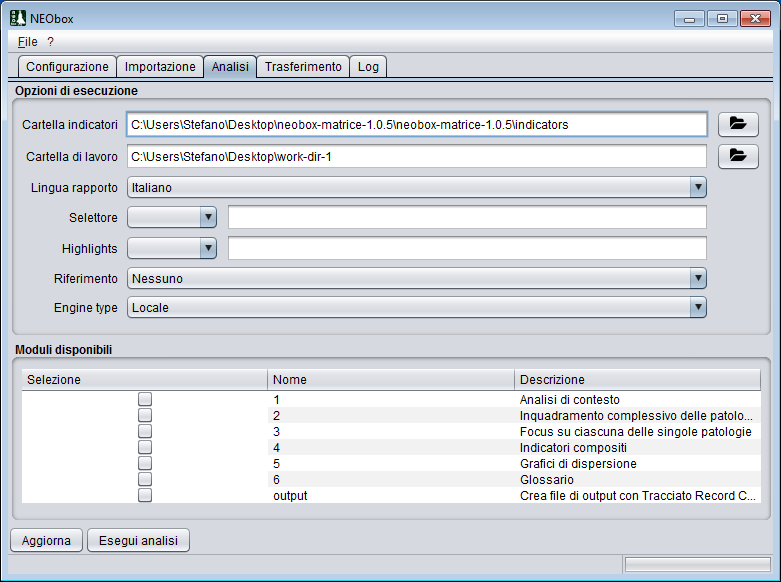 NEObox
File ?
Configurazione Importazione Analisi Trasferimento Log
Opzioni di esecuzione
Cartella indicatori C:\Users\Stefano\Desktop\neobox-matrice-1.0.5\neobox-matrice-1.0.5\indicators
Cartella di lavoro C:\Users\Stefano\Desktop\work-dir-1
Lingua rapporto Italiano
Selettore
Highlights
Riferimento Nessuno
Engine type Locale
Moduli disponibili
Selezione Nome Descrizione
1 Analisi di contesto
2 Inquadramento complessivo delle patolo...
3 Focus su ciascuna delle singole patologie
4 Indicatori compositi
5 Grafici di dispersione
6 Glossario
output Crea file di output con Tracciato Record C...
Aggiorna Esegui analisi